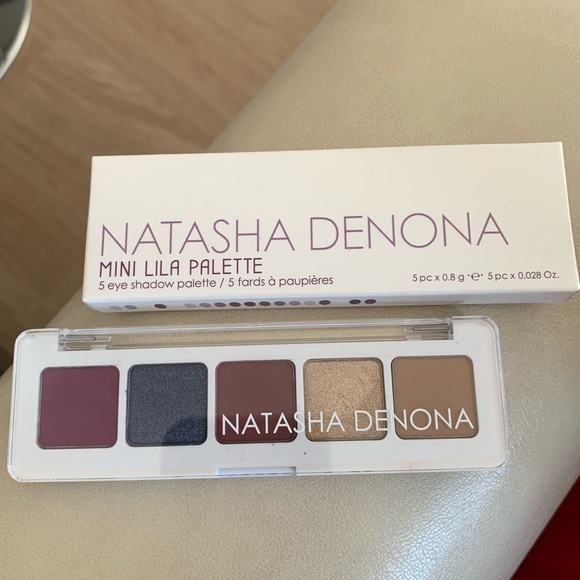 NATASHA DENONA
MINI LILA PALETTE
5 eye shadow palette / 5 fards à paupières
5 pc x 0.8 g ·℮· 5 pc x 0.028 Oz.
NATASHA DENONA